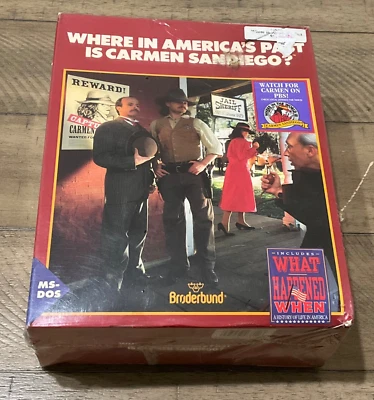 WHERE IN AMERICA'S PAST
IS CARMEN SANDIEGO?
REWARD!
CARMEN
WANTED
JAIL
SHERIFF
WATCH FOR
CARMEN ON
PBS!
MS-
DOS
Brøderbund
INCLUDES
WHAT
HAPPENED
WHEN
A HISTORY OF LIFE IN AMERICA